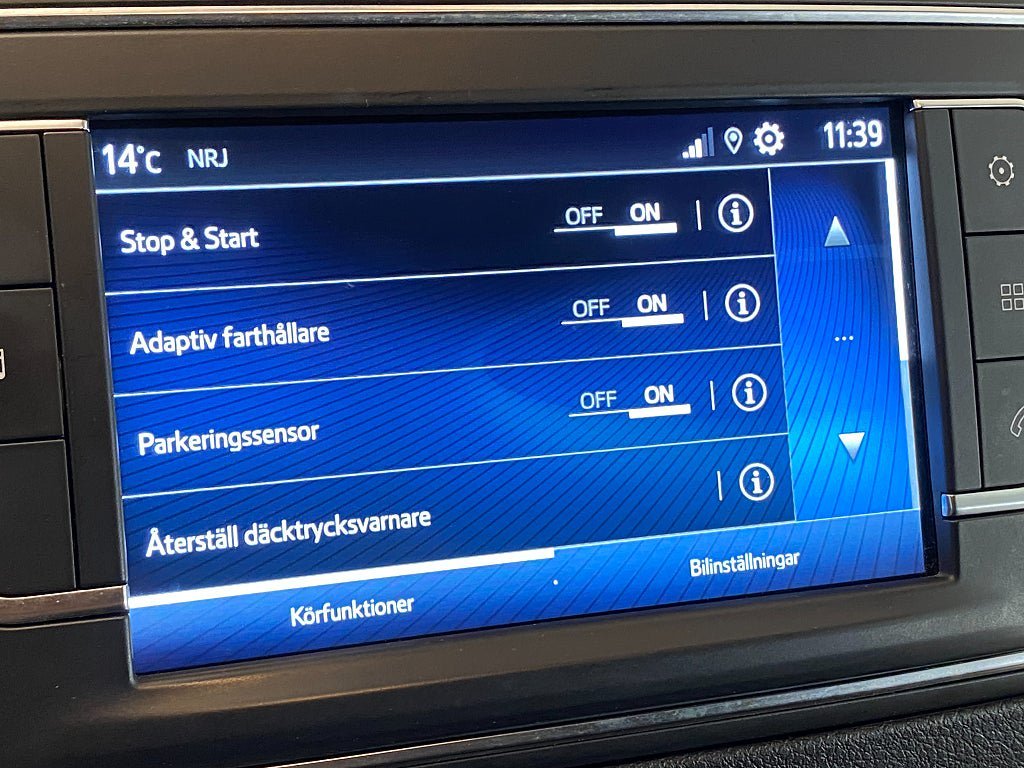 14°C NRJ 11:39
Stop & Start OFF ON
Adaptiv farthållare OFF ON
Parkeringssensor OFF ON
Återställ däcktrycksvarnare
Körfunktioner Bilinställningar